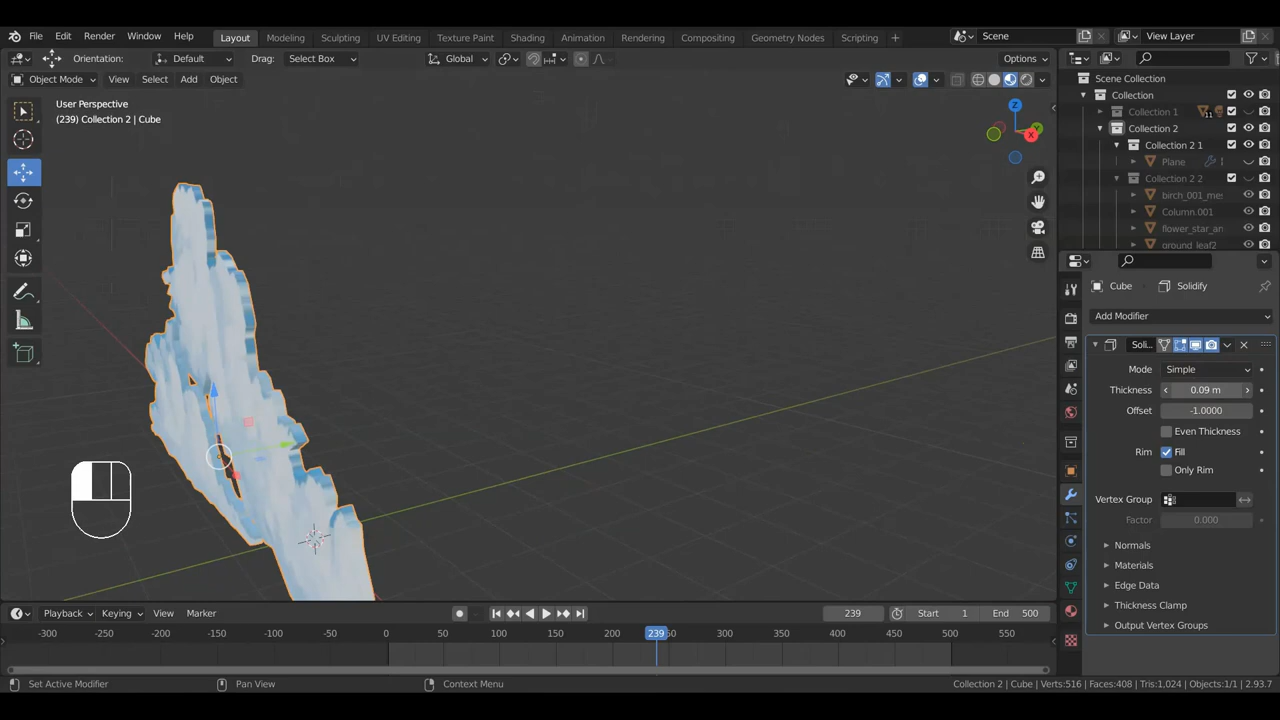 File Edit Render Window Help Layout Modeling Sculpting UV Editing Texture Paint Shading Animation Rendering Compositing Geometry Nodes Scripting + Scene View Layer
Orientation: Default Drag: Select Box Global Options
Object Mode View Select Add Object
Scene Collection
User Perspective
(239) Collection 2 | Cube
Collection
Collection 1 11
Collection 2
Collection 2 1
Plane
Collection 2 2
birch_001_me
Column.001
flower_star_an
ground_leaf2
Z
Y
X
Cube Solidify
Add Modifier
Soli...
Mode Simple
Thickness 0.09 m
Offset -1.0000
Even Thickness
Rim Fill
Only Rim
Vertex Group
Factor 0.000
Normals
Materials
Edge Data
Thickness Clamp
Output Vertex Groups
Playback Keying View Marker 239 Start 1 End 500
-300 -250 -200 -150 -100 -50 0 50 100 150 200 239 50 300 350 400 450 500 550
Set Active Modifier Pan View Context Menu Collection 2 | Cube | Verts:516 | Faces:408 | Tris:1,024 | Objects:1/1 | 2.93.7